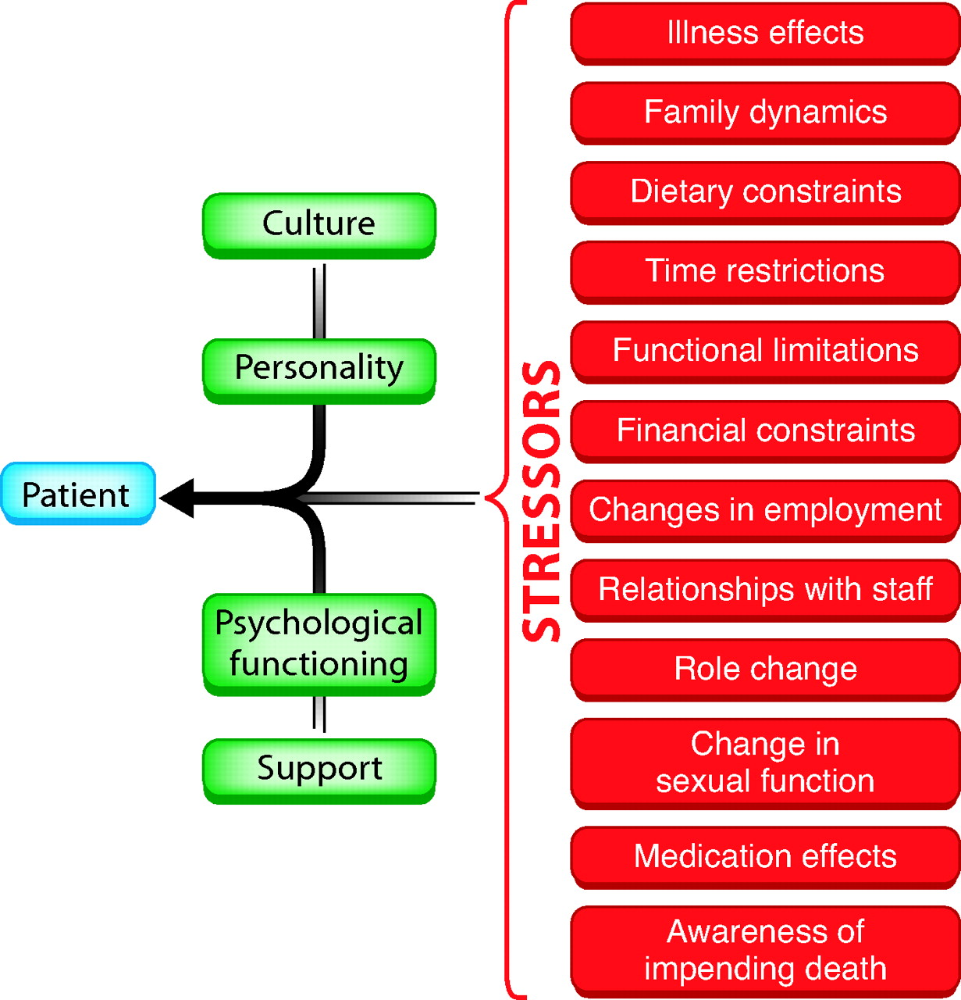 Culture
Personality
Patient
Psychological
functioning
Support
STRESSORS
Illness effects
Family dynamics
Dietary constraints
Time restrictions
Functional limitations
Financial constraints
Changes in employment
Relationships with staff
Role change
Change in
sexual function
Medication effects
Awareness of
impending death